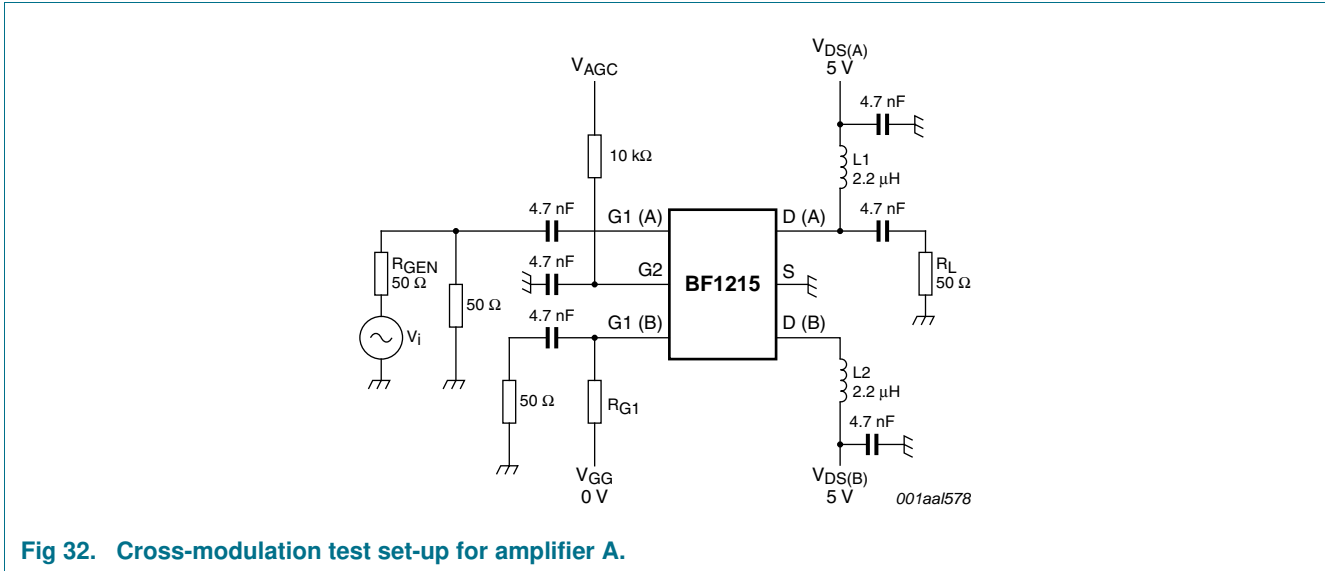 VDS(A)
5 V
VAGC
4.7 nF
10 kΩ
L1
2.2 μH
4.7 nF
G1 (A)
D (A)
4.7 nF
RGEN
50 Ω
4.7 nF
G2
BF1215
S
RL
50 Ω
50 Ω
4.7 nF
G1 (B)
D (B)
Vi
L2
2.2 μH
50 Ω
RG1
4.7 nF
VGG
0 V
VDS(B)
5 V
001aal578
Fig 32. Cross-modulation test set-up for amplifier A.